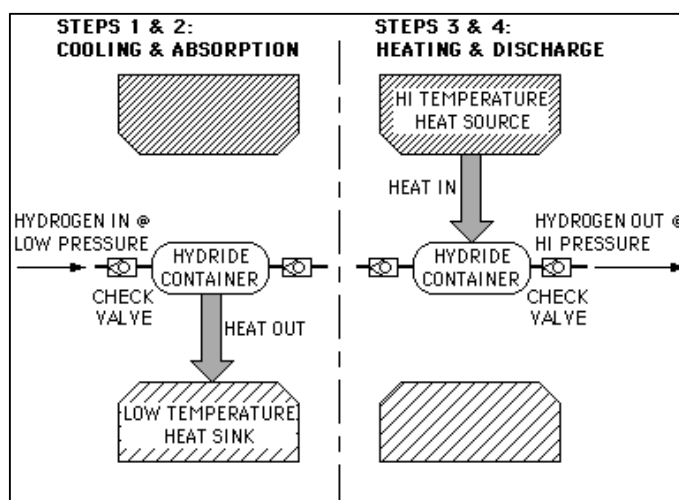 STEPS 1 & 2:
COOLING & ABSORPTION
STEPS 3 & 4:
HEATING & DISCHARGE
HI TEMPERATURE
HEAT SOURCE
HEAT IN
HYDROGEN IN @
LOW PRESSURE
HYDRIDE
CONTAINER
CHECK
VALVE
HEAT OUT
LOW TEMPERATURE
HEAT SINK
HYDROGEN OUT @
HI PRESSURE
HYDRIDE
CONTAINER
CHECK
VALVE